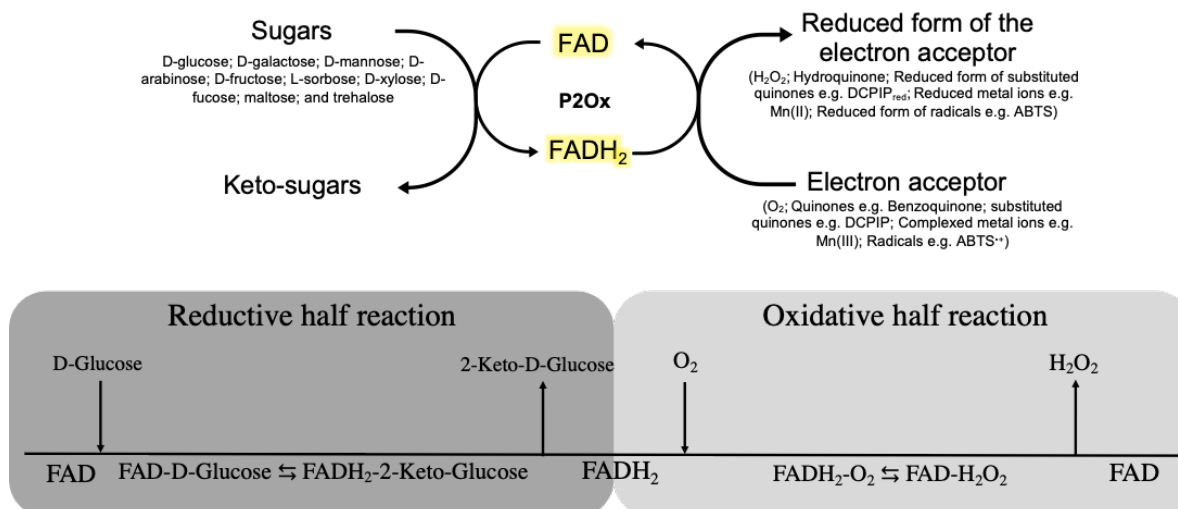 Sugars
D-glucose; D-galactose; D-mannose; D-
arabinose; D-fructose; L-sorbose; D-xylose; D-
fucose; maltose; and trehalose
Keto-sugars
FAD
P2Ox
FADH₂
Reduced form of the
electron acceptor
(H₂O₂; Hydroquinone; Reduced form of substituted
quinones e.g. DCPIPred; Reduced metal ions e.g.
Mn(II); Reduced form of radicals e.g. ABTS)
Electron acceptor
(O₂; Quinones e.g. Benzoquinone; substituted
quinones e.g. DCPIP; Complexed metal ions e.g.
Mn(III); Radicals e.g. ABTS•⁺)
Reductive half reaction
D-Glucose
2-Keto-D-Glucose
FAD
FAD-D-Glucose ⇆ FADH₂-2-Keto-Glucose
FADH₂
Oxidative half reaction
O₂
H₂O₂
FADH₂-O₂ ⇆ FAD-H₂O₂
FAD